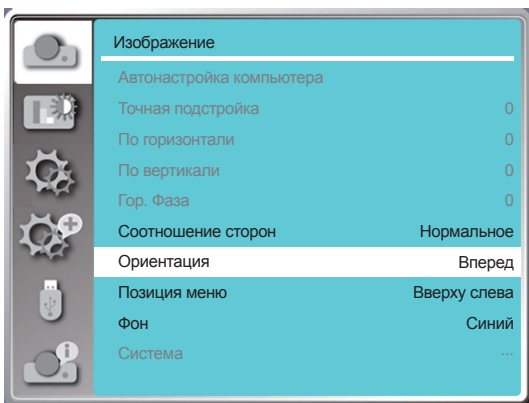 Изображение
Автонастройка компьютера
Точная подстройка 0
По горизонтали 0
По вертикали 0
Гор. Фаза 0
Соотношение сторон Нормальное
Ориентация Вперед
Позиция меню Вверху слева
Фон Синий
Система ...